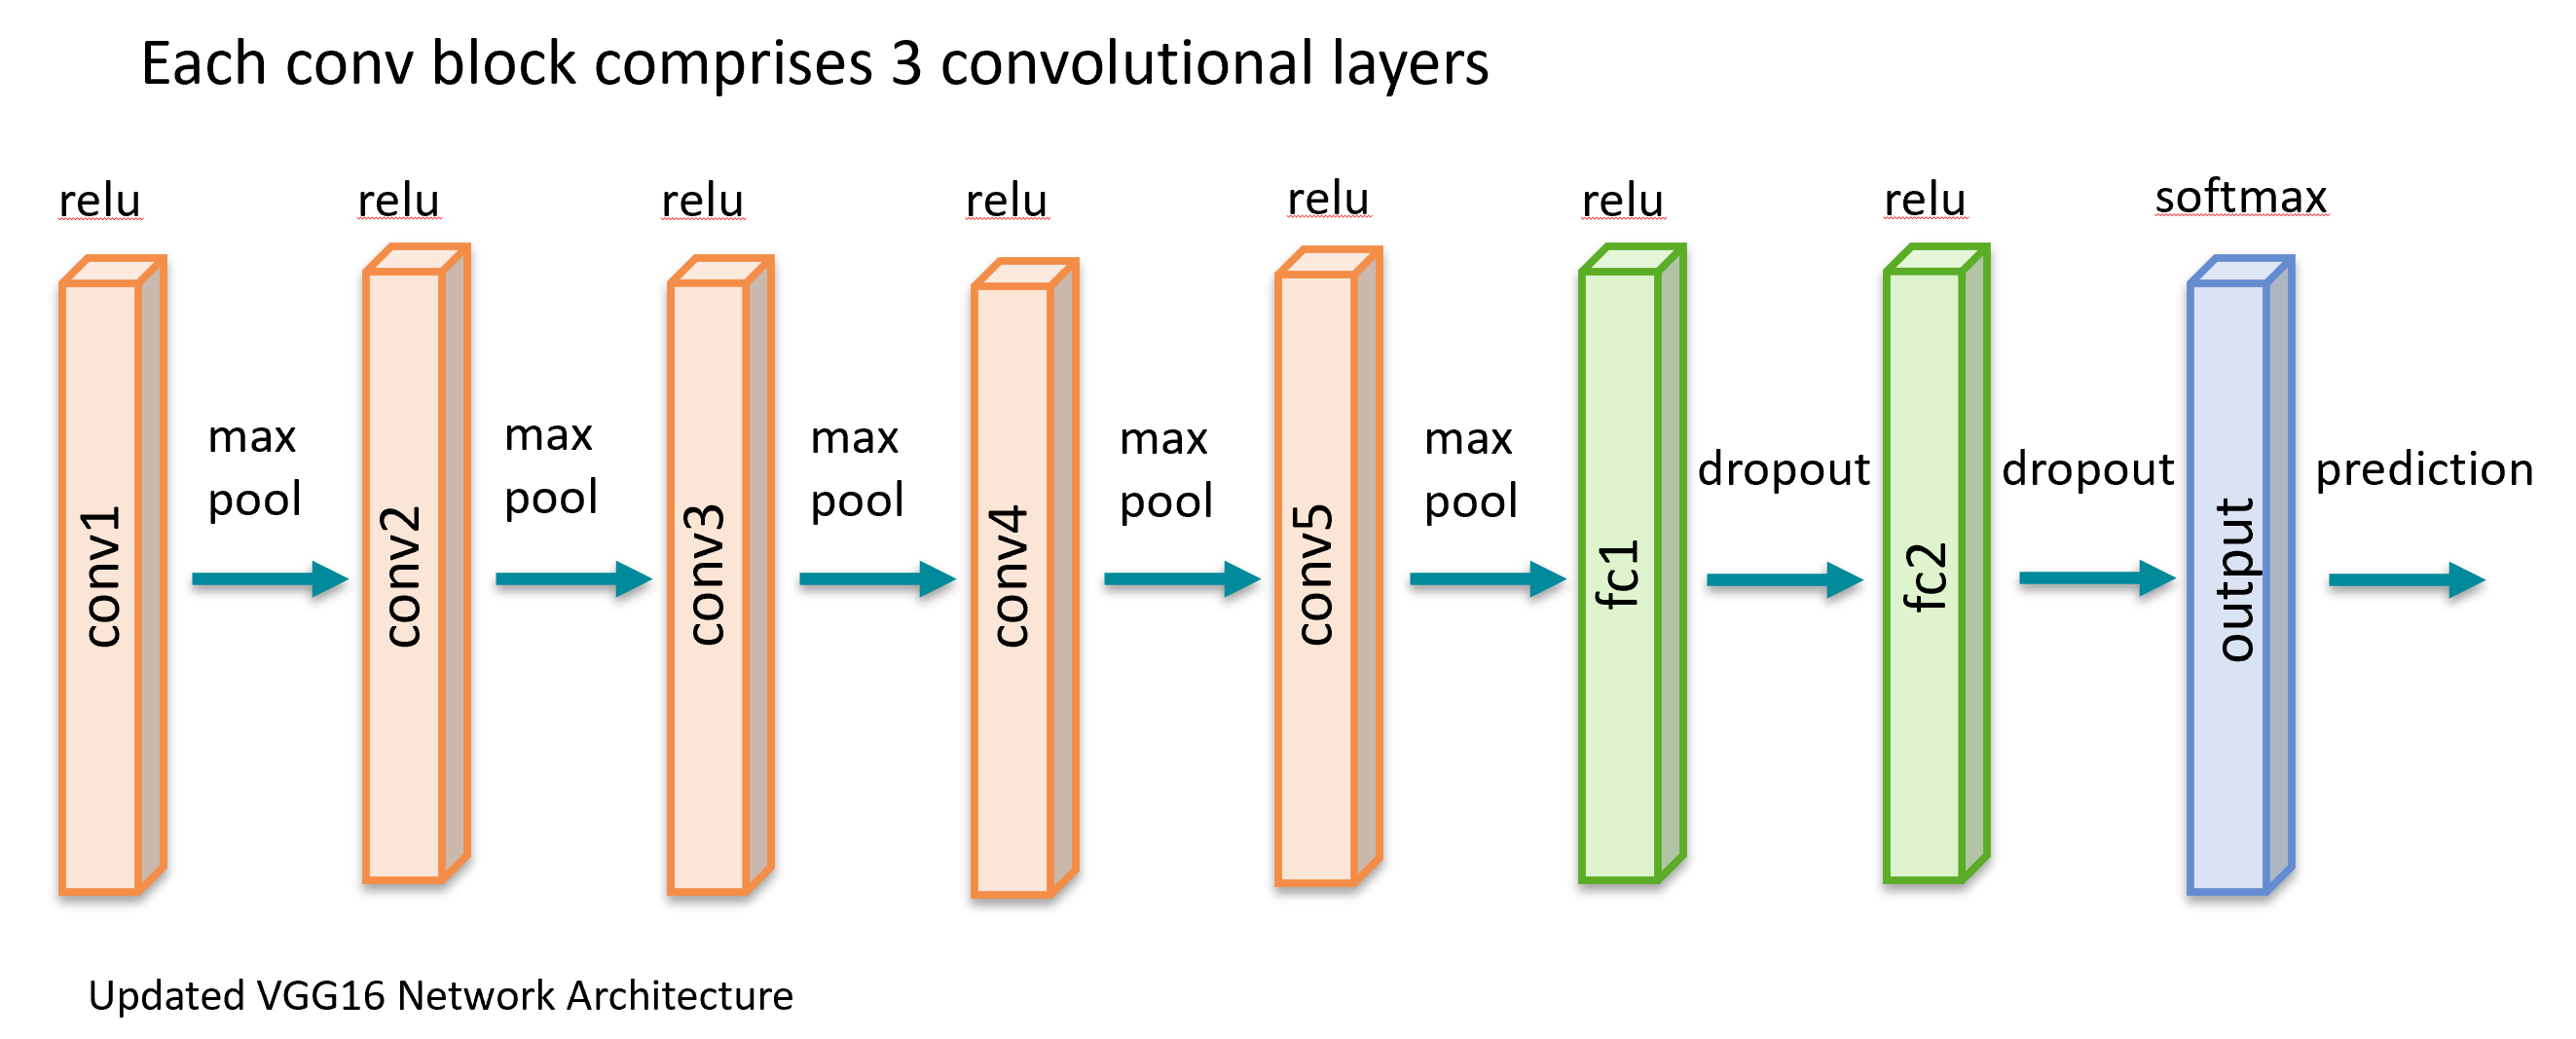 Each conv block comprises 3 convolutional layers
relu
relu
relu
relu
relu
relu
relu
softmax
conv1
max
pool
conv2
max
pool
conv3
max
pool
conv4
max
pool
conv5
max
pool
fc1
dropout
fc2
dropout
output
prediction
Updated VGG16 Network Architecture